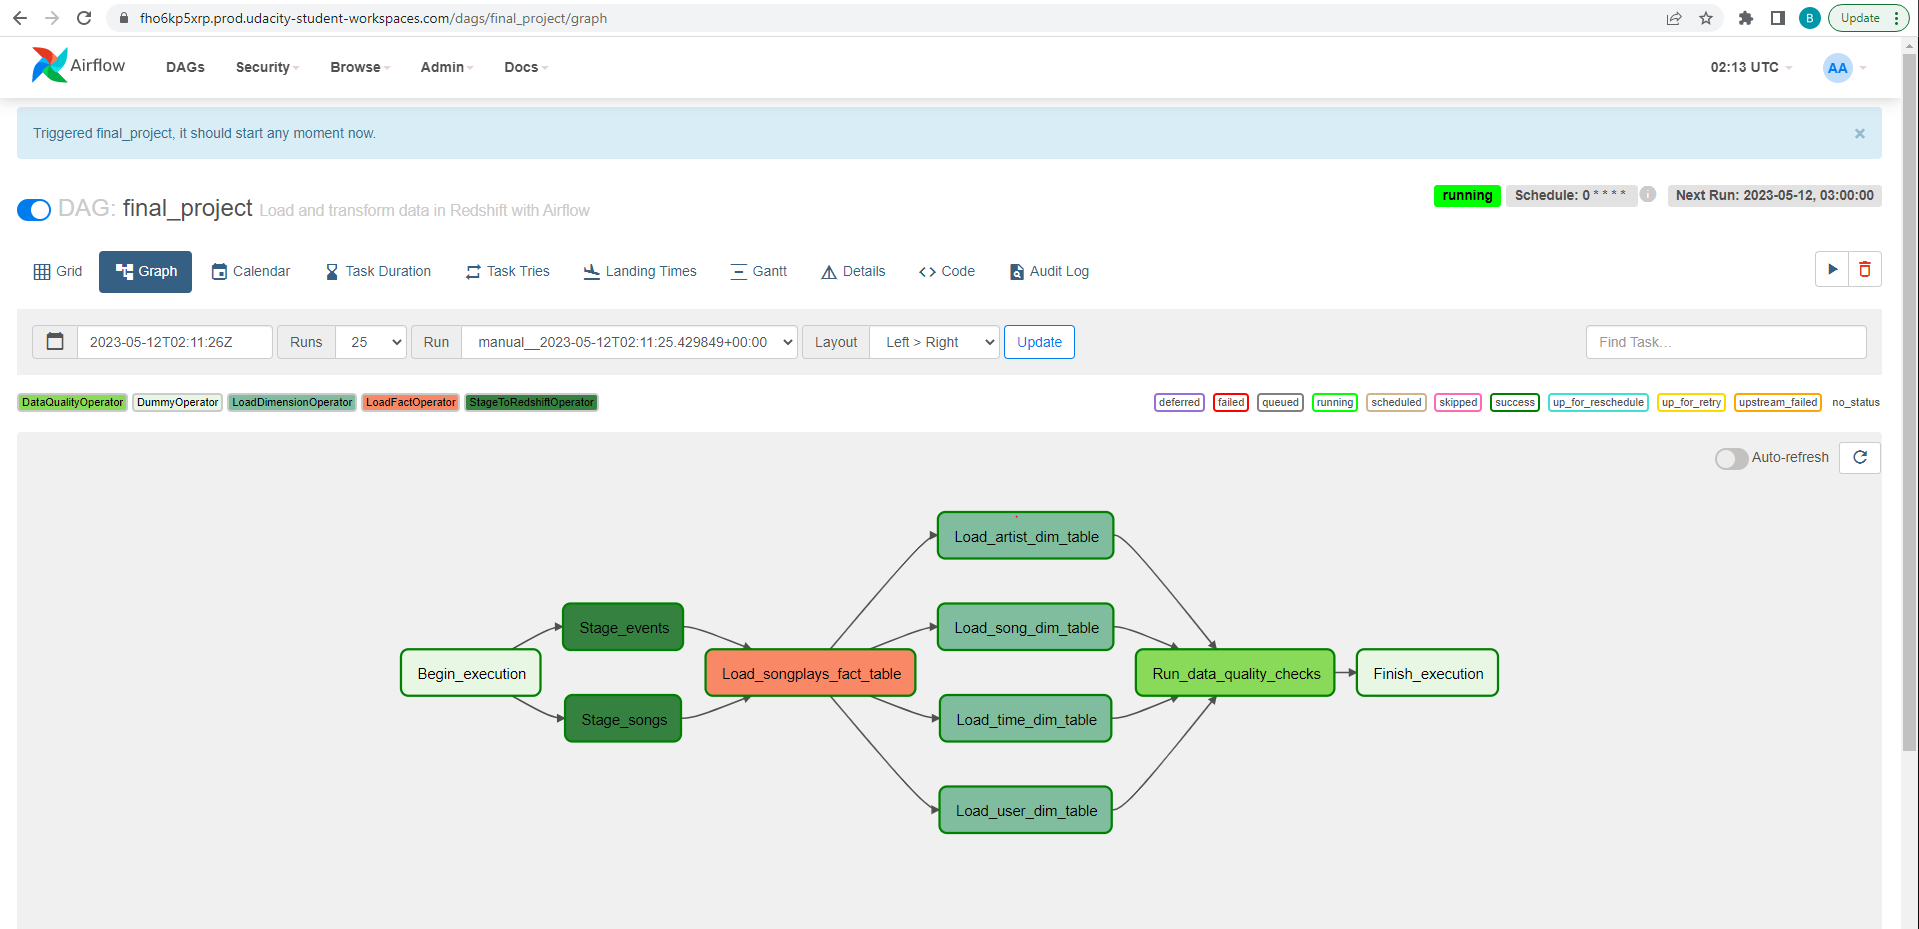 fho6kp5xrp.prod.udacity-student-workspaces.com/dags/final_project/graph
B
Update
Airflow
DAGs
Security
Browse
Admin
Docs
02:13 UTC
AA
Triggered final_project, it should start any moment now.
×
DAG: final_project Load and transform data in Redshift with Airflow
running
Schedule: 0 * * * *
i
Next Run: 2023-05-12, 03:00:00
Grid
Graph
Calendar
Task Duration
Task Tries
Landing Times
Gantt
Details
Code
Audit Log
2023-05-12T02:11:26Z
Runs
25
Run
manual__2023-05-12T02:11:25.429849+00:00
Layout
Left > Right
Update
Find Task…
DataQualityOperator
DummyOperator
LoadDimensionOperator
LoadFactOperator
StageToRedshiftOperator
deferred
failed
queued
running
scheduled
skipped
success
up_for_reschedule
up_for_retry
upstream_failed
no_status
Auto-refresh
Begin_execution
Stage_events
Stage_songs
Load_songplays_fact_table
Load_artist_dim_table
Load_song_dim_table
Load_time_dim_table
Load_user_dim_table
Run_data_quality_checks
Finish_execution